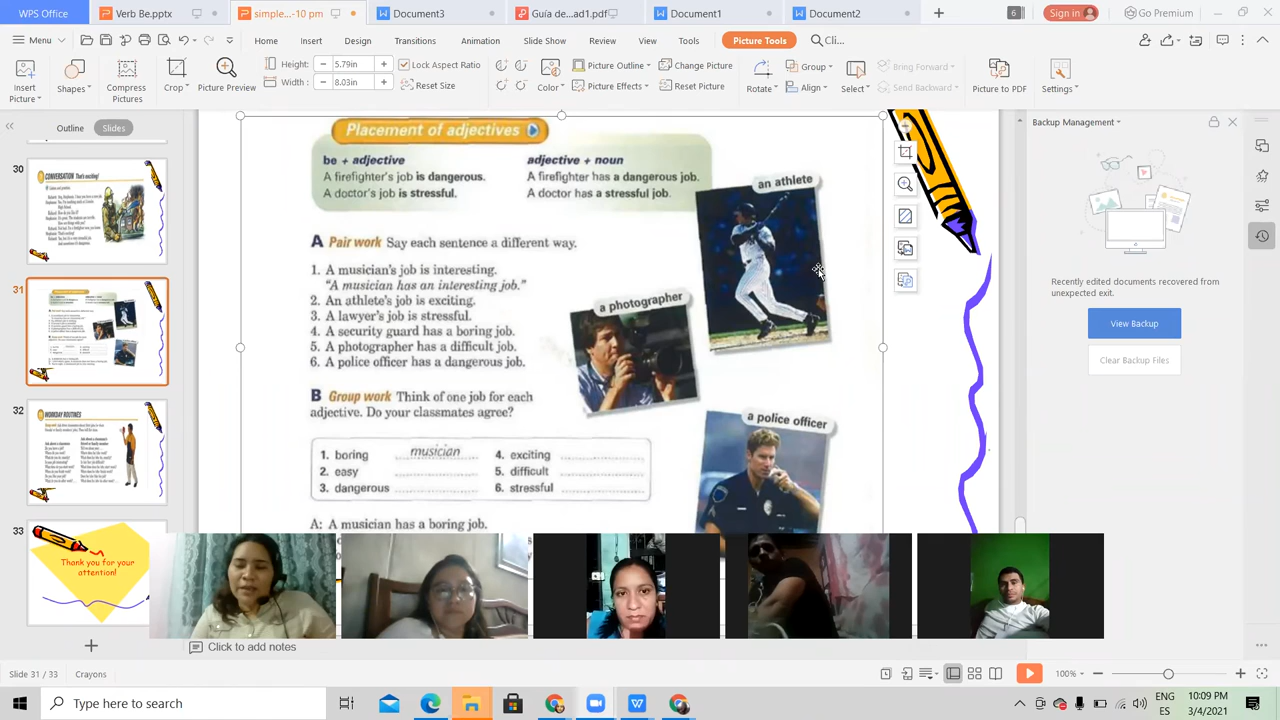 WPS Office
Verb Be.pptx
simple...-10 pm
Document3
Guía de...ad1.pdf
Document1
Document2
6
Sign in
Go Premium
Menu
Home
Insert
Design
Transitions
Animation
Slide Show
Review
View
Tools
Picture Tools
Cli...
Insert Picture
Shapes
Compress Pictures
Height: 5.79in
Width : 8.03in
Crop
Picture Preview
Lock Aspect Ratio
Reset Size
Color
Picture Outline
Picture Effects
Change Picture
Reset Picture
Rotate
Group
Align
Select
Bring Forward
Send Backward
Picture to PDF
Settings
Outline
Slides
30
CONVERSATION That's exciting!
31
32
WORKDAY ROUTINES
33
Thank you for your attention!
Placement of adjectives
be + adjective
A firefighter's job is dangerous.
A doctor's job is stressful.
adjective + noun
A firefighter has a dangerous job.
A doctor has a stressful job.
an athlete
A Pair work Say each sentence a different way.
1. A musician's job is interesting.
"A musician has an interesting job."
2. An athlete's job is exciting.
3. A lawyer's job is stressful.
4. A security guard has a boring job.
5. A photographer has a difficult job.
6. A police officer has a dangerous job.
a photographer
B Group work Think of one job for each
adjective. Do your classmates agree?
a police officer
1. boring musician
2. easy
3. dangerous
4. exciting
5. difficult
6. stressful
A: A musician has a boring job.
Backup Management
Recently edited documents recovered from
unexpected exit.
View Backup
Clear Backup Files
Click to add notes
Slide 31 / 33
Crayons
100%
Type here to search
ENG
ES
10:09 PM
3/4/2021